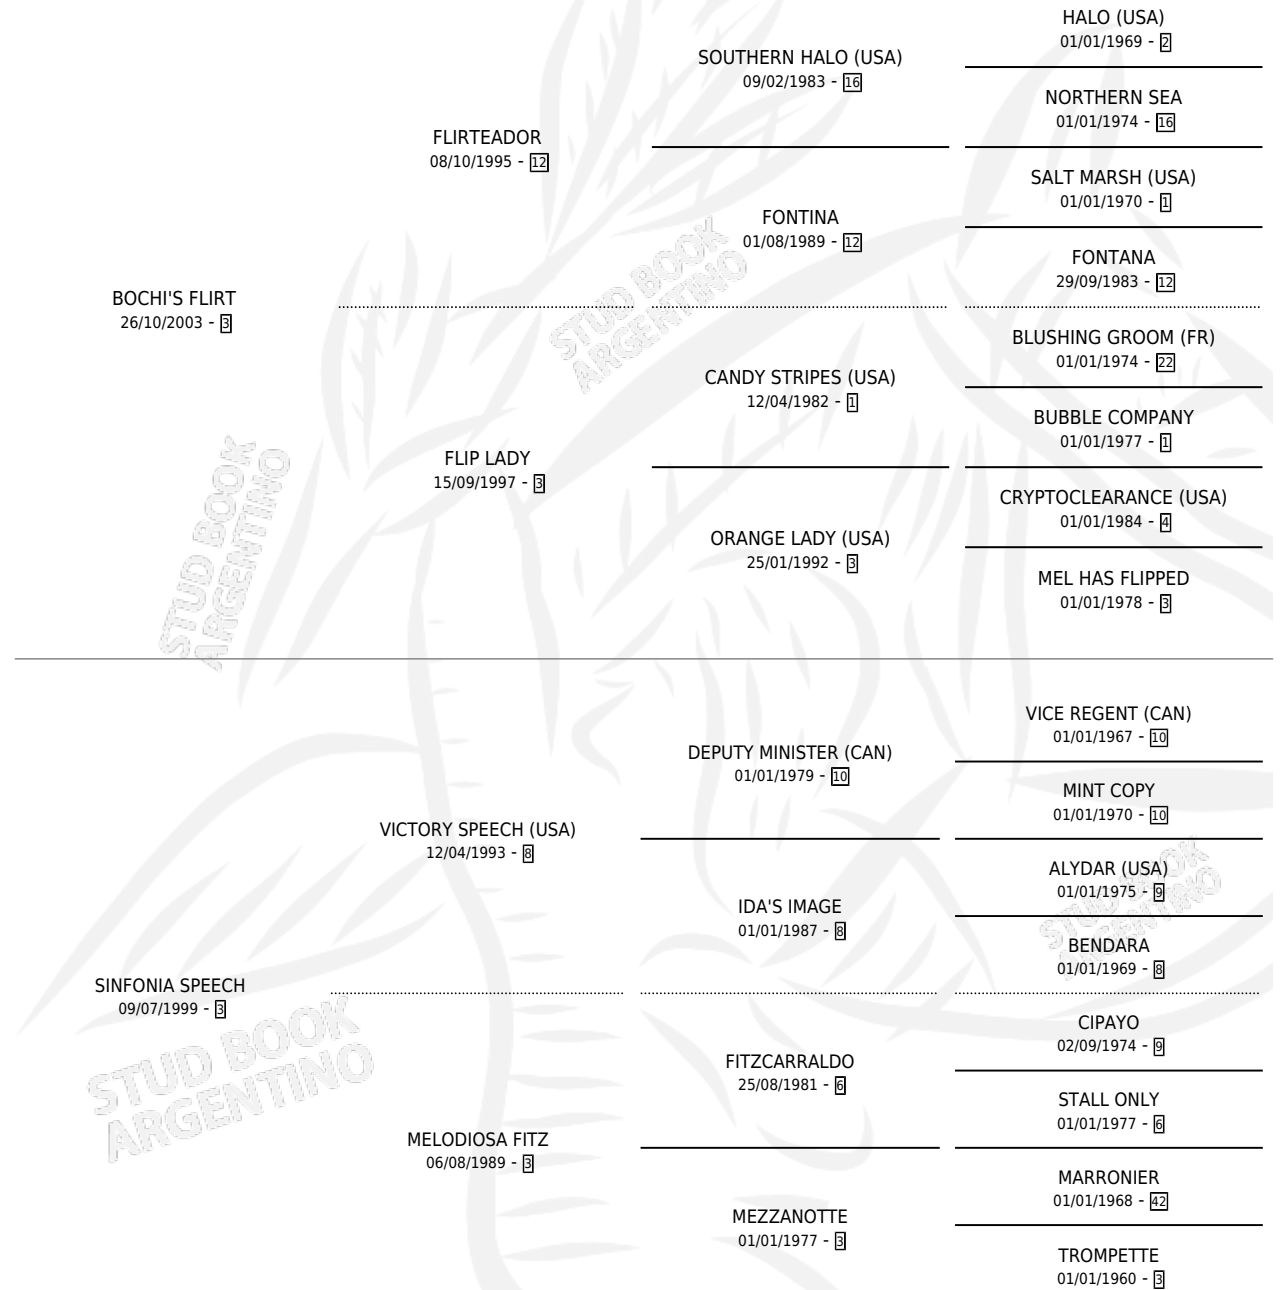 HALO (USA)
01/01/1969 - 2
SOUTHERN HALO (USA)
09/02/1983 - 16
NORTHERN SEA
01/01/1974 - 16
FLIRTEADOR
08/10/1995 - 12
SALT MARSH (USA)
01/01/1970 - 1
FONTINA
01/08/1989 - 12
FONTANA
29/09/1983 - 12
BOCHI'S FLIRT
26/10/2003 - 3
BLUSHING GROOM (FR)
01/01/1974 - 22
CANDY STRIPES (USA)
12/04/1982 - 1
BUBBLE COMPANY
01/01/1977 - 1
FLIP LADY
15/09/1997 - 3
CRYPTOCLEARANCE (USA)
01/01/1984 - 4
ORANGE LADY (USA)
25/01/1992 - 3
MEL HAS FLIPPED
01/01/1978 - 3
STUD BOOK
ARGENTINO
STUD BOOK
ARGENTINO
VICE REGENT (CAN)
01/01/1967 - 10
DEPUTY MINISTER (CAN)
01/01/1979 - 10
MINT COPY
01/01/1970 - 10
VICTORY SPEECH (USA)
12/04/1993 - 8
ALYDAR (USA)
01/01/1975 - 9
IDA'S IMAGE
01/01/1987 - 8
BENDARA
01/01/1969 - 8
SINFONIA SPEECH
09/07/1999 - 3
CIPAYO
02/09/1974 - 9
FITZCARRALDO
25/08/1981 - 6
STALL ONLY
01/01/1977 - 6
MELODIOSA FITZ
06/08/1989 - 3
MARRONIER
01/01/1968 - 42
MEZZANOTTE
01/01/1977 - 3
TROMPETTE
01/01/1960 - 3
STUD BOOK
ARGENTINO
STUD BOOK
ARGENTINO